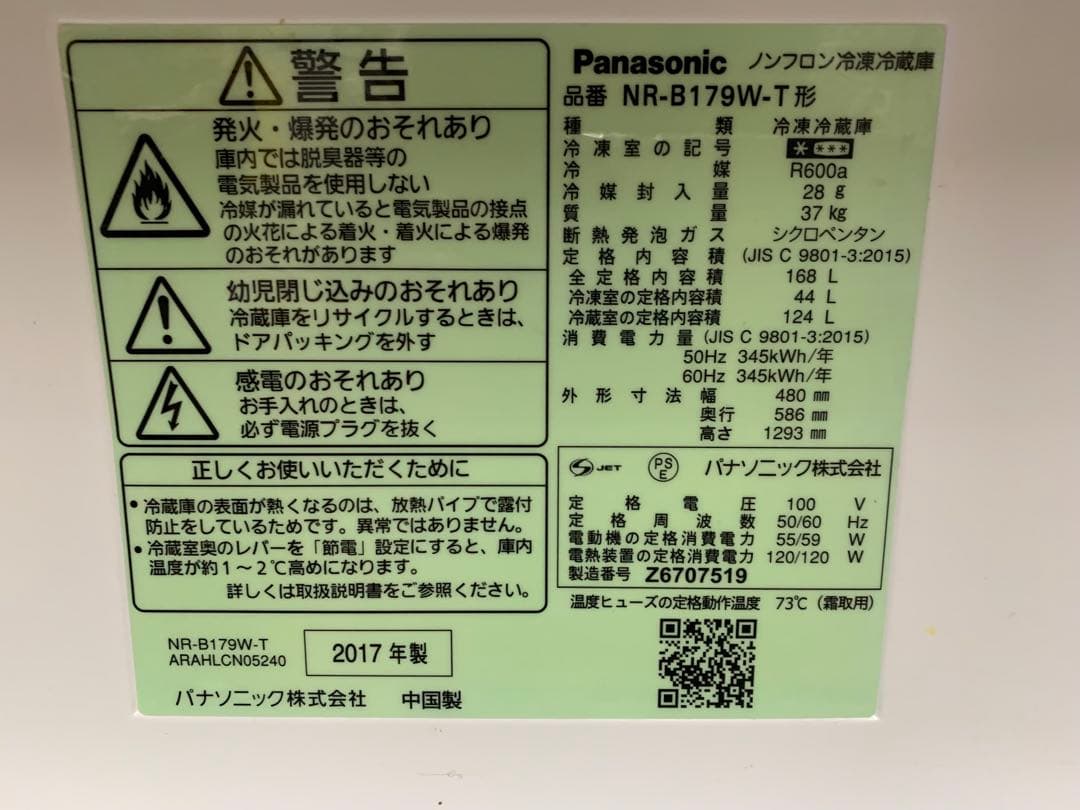 警告
発火・爆発のおそれあり
庫内では脱臭器等の
電気製品を使用しない
冷媒が漏れていると電気製品の接点
の火花による着火・着火による爆発
のおそれがあります
幼児閉じ込みのおそれあり
冷蔵庫をリサイクルするときは、
ドアパッキングを外す
感電のおそれあり
お手入れのときは、
必ず電源プラグを抜く
正しくお使いいただくために
・冷蔵庫の表面が熱くなるのは、放熱パイプで露付
防止をしているためです。異常ではありません。
・冷蔵室奥のレバーを「節電」設定にすると、庫内
温度が約1～2℃高めになります。
詳しくは取扱説明書をご参照ください。
NR-B179W-T
ARAHLCN05240
2017年製
パナソニック株式会社 中国製
Panasonic ノンフロン冷凍冷蔵庫
品番 NR-B179W-T形
種類 冷凍冷蔵庫
冷凍室の記号 ＊＊＊＊
冷媒 R600a
冷媒封入量 28 g
質量 37 kg
断熱発泡ガス シクロペンタン
定格内容積 (JIS C 9801-3:2015)
全定格内容積 168 L
冷凍室の定格内容積 44 L
冷蔵室の定格内容積 124 L
消費電力量 (JIS C 9801-3:2015)
50Hz 345kWh/年
60Hz 345kWh/年
外形寸法 幅 480 mm
奥行 586 mm
高さ 1293 mm
JET PSE パナソニック株式会社
定格電圧 100 V
定格周波数 50/60 Hz
電動機の定格消費電力 55/59 W
電熱装置の定格消費電力 120/120 W
製造番号 Z6707519
温度ヒューズの定格動作温度 73℃（霜取用）